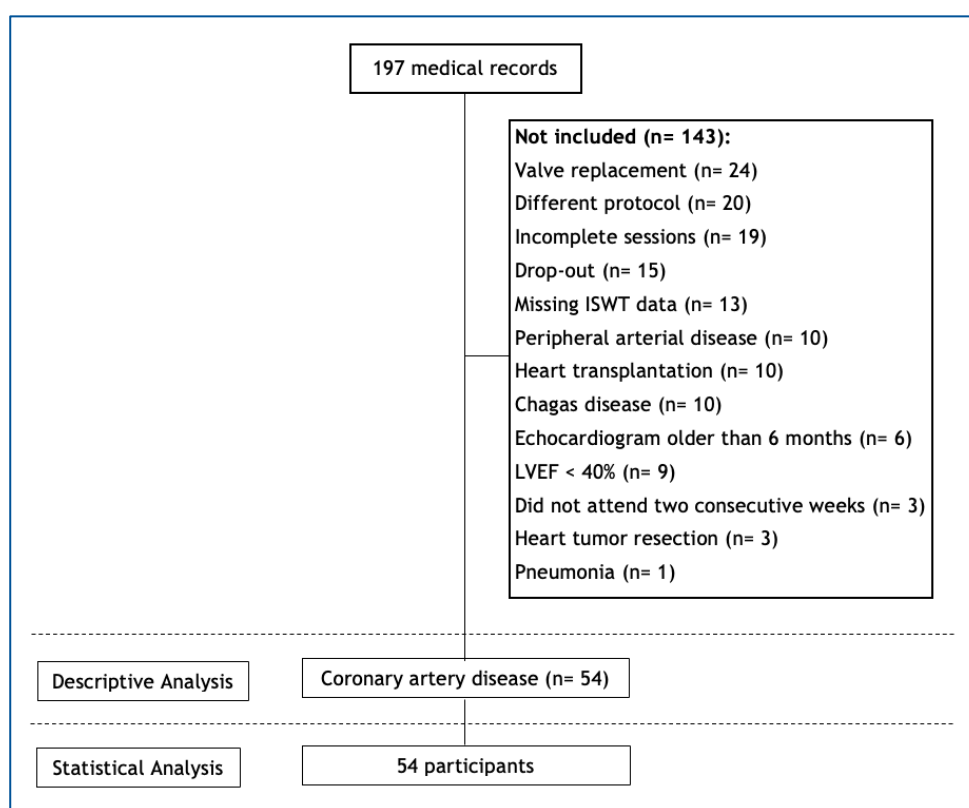 197 medical records
Not included (n= 143):
Valve replacement (n= 24)
Different protocol (n= 20)
Incomplete sessions (n= 19)
Drop-out (n= 15)
Missing ISWT data (n= 13)
Peripheral arterial disease (n= 10)
Heart transplantation (n= 10)
Chagas disease (n= 10)
Echocardiogram older than 6 months (n= 6)
LVEF < 40% (n= 9)
Did not attend two consecutive weeks (n= 3)
Heart tumor resection (n= 3)
Pneumonia (n= 1)
Descriptive Analysis
Coronary artery disease (n= 54)
Statistical Analysis
54 participants